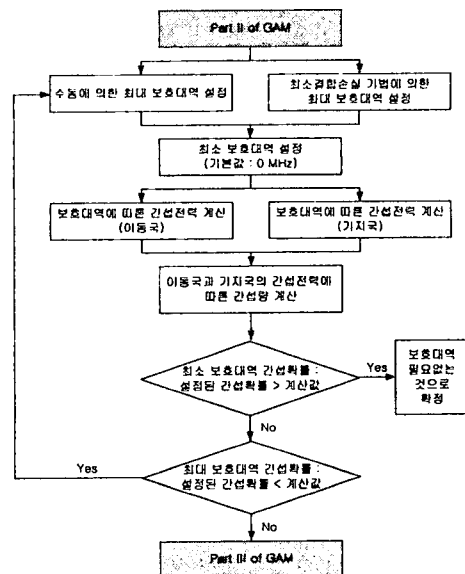 Part II of GAM
수동에 의한 최대 보호대역 설정
최소결합손실 기법에 의한
최대 보호대역 설정
최소 보호대역 설정
(기본값 : 0 MHz)
보호대역에 따른 간섭전력 계산
(이동국)
보호대역에 따른 간섭전력 계산
(기지국)
이동국과 기지국의 간섭전력에
따른 간섭량 계산
최소 보호대역 간섭확률 :
설정된 간섭확률 > 계산값
Yes
보호대역
필요없는
것으로
확정
No
최대 보호대역 간섭확률 :
설정된 간섭확률 < 계산값
Yes
No
Part III of GAM